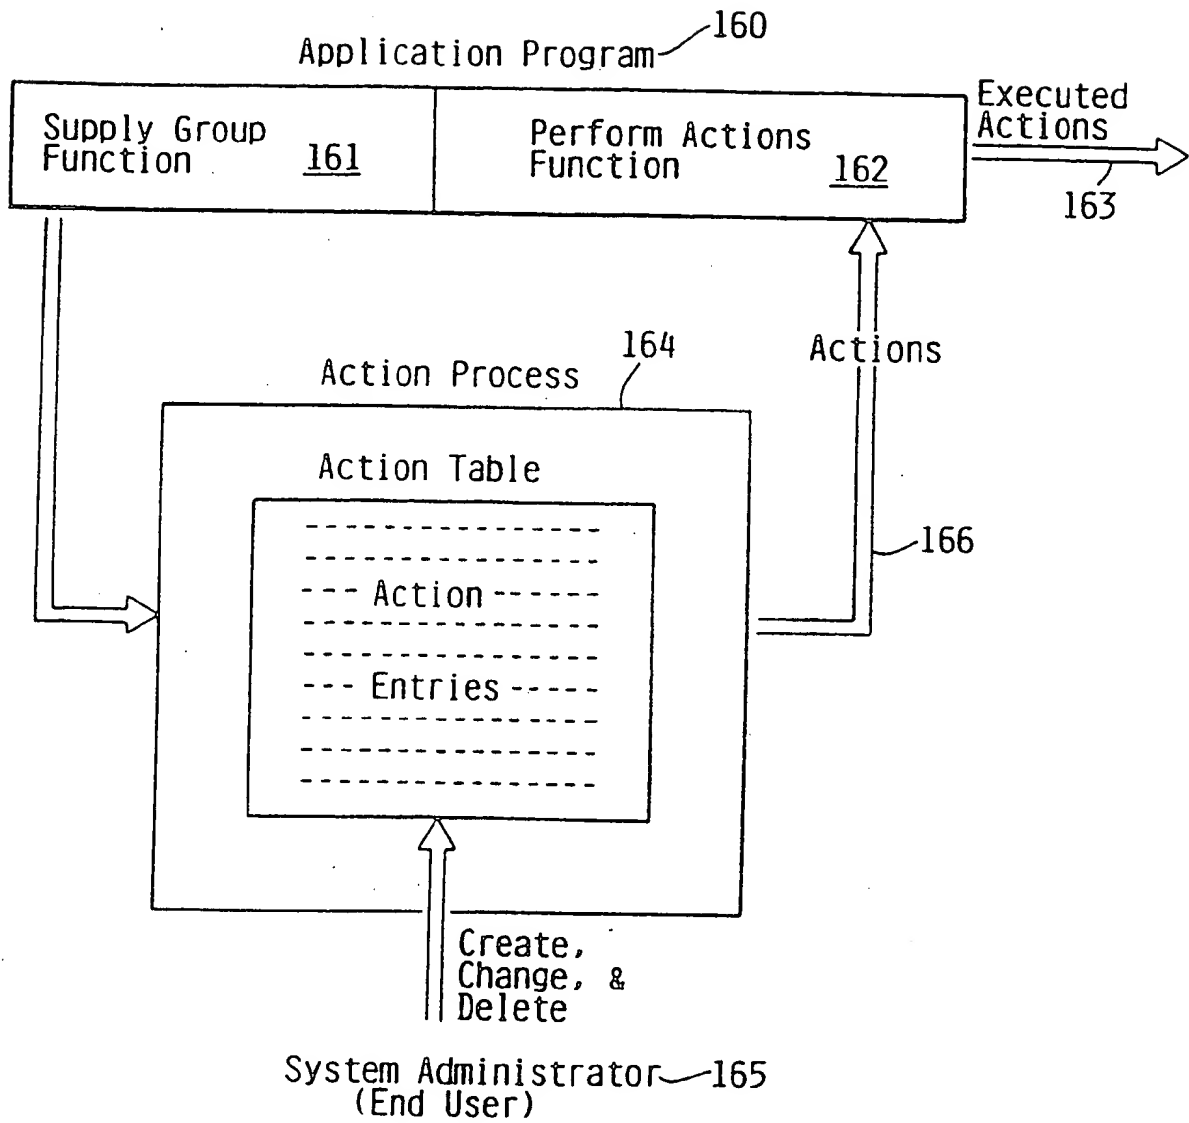 160
Application Program
Supply Group
Function 161
Perform Actions
Function 162
Executed
Actions
163
164
Action Process
Actions
Action Table
166
Action
Entries
Create,
Change, &
Delete
System Administrator 165
(End User)